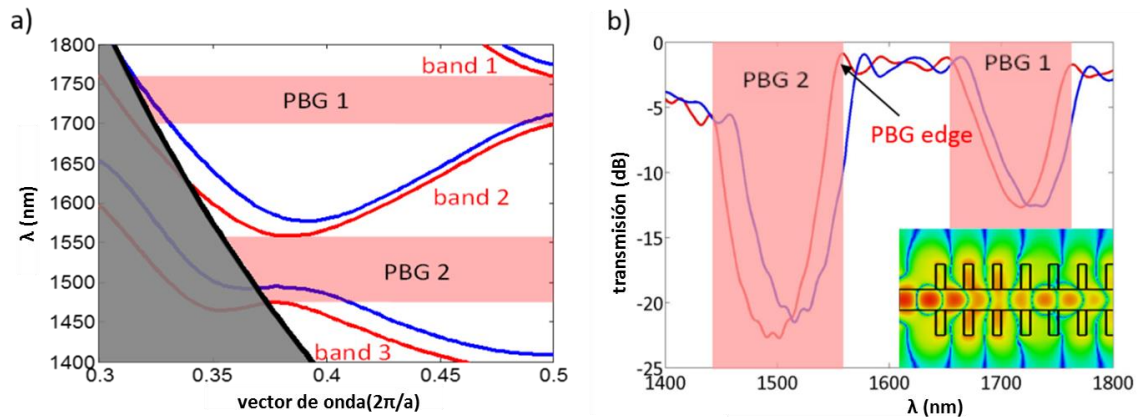 a)
1800
1750
1700
1650
1600
1550
1500
1450
1400
λ (nm)
band 1
PBG 1
band 2
PBG 2
band 3
0.3
0.35
0.4
0.45
0.5
vector de onda(2π/a)
b)
0
-5
-10
-15
-20
-25
transmisión (dB)
PBG 2
PBG 1
PBG edge
1400
1500
1600
1700
1800
λ (nm)